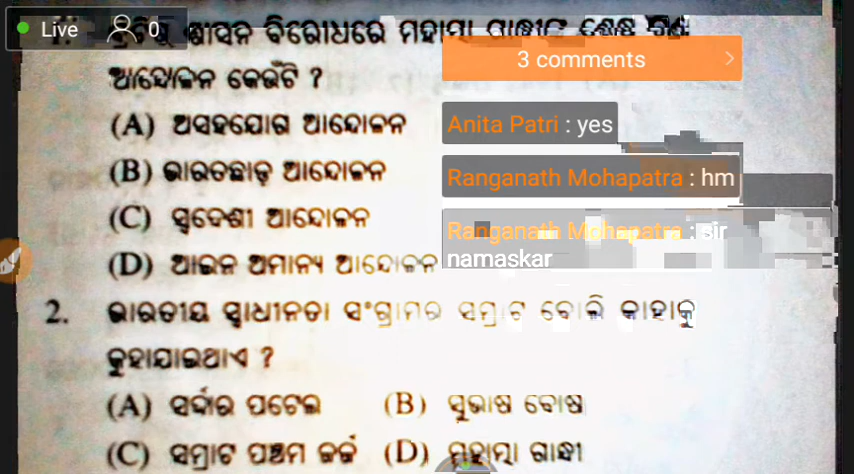 Live 0
1. ବ୍ରିଟିଶ୍ ଶାସନ ବିରୋଧରେ ମହାତ୍ମା ଗାନ୍ଧୀଙ୍କ ଶେଷ
3 comments
ଆନ୍ଦୋଳନ କେଉଁଟି ?
(A) ଅସହଯୋଗ ଆନ୍ଦୋଳନ
Anita Patri : yes
(B) ଭାରତଛାଡ଼ ଆନ୍ଦୋଳନ
Ranganath Mohapatra : hm
(C) ସ୍ୱଦେଶୀ ଆନ୍ଦୋଳନ
Ranganath Mohapatra : sir
namaskar
(D) ଆଇନ ଅମାନ୍ୟ ଆନ୍ଦୋଳନ
2. ଭାରତୀୟ ସ୍ୱାଧୀନତା ସଂଗ୍ରାମର ସମ୍ରାଟ ବୋଲି କାହାକୁ
କୁହାଯାଇଥାଏ ?
(A) ସର୍ଦ୍ଦାର ପଟେଲ (B) ସୁଭାଷ ବୋଷ
(C) ସମ୍ରାଟ ପଞ୍ଚମ ଜର୍ଜ (D) ମହାତ୍ମା ଗାନ୍ଧୀ